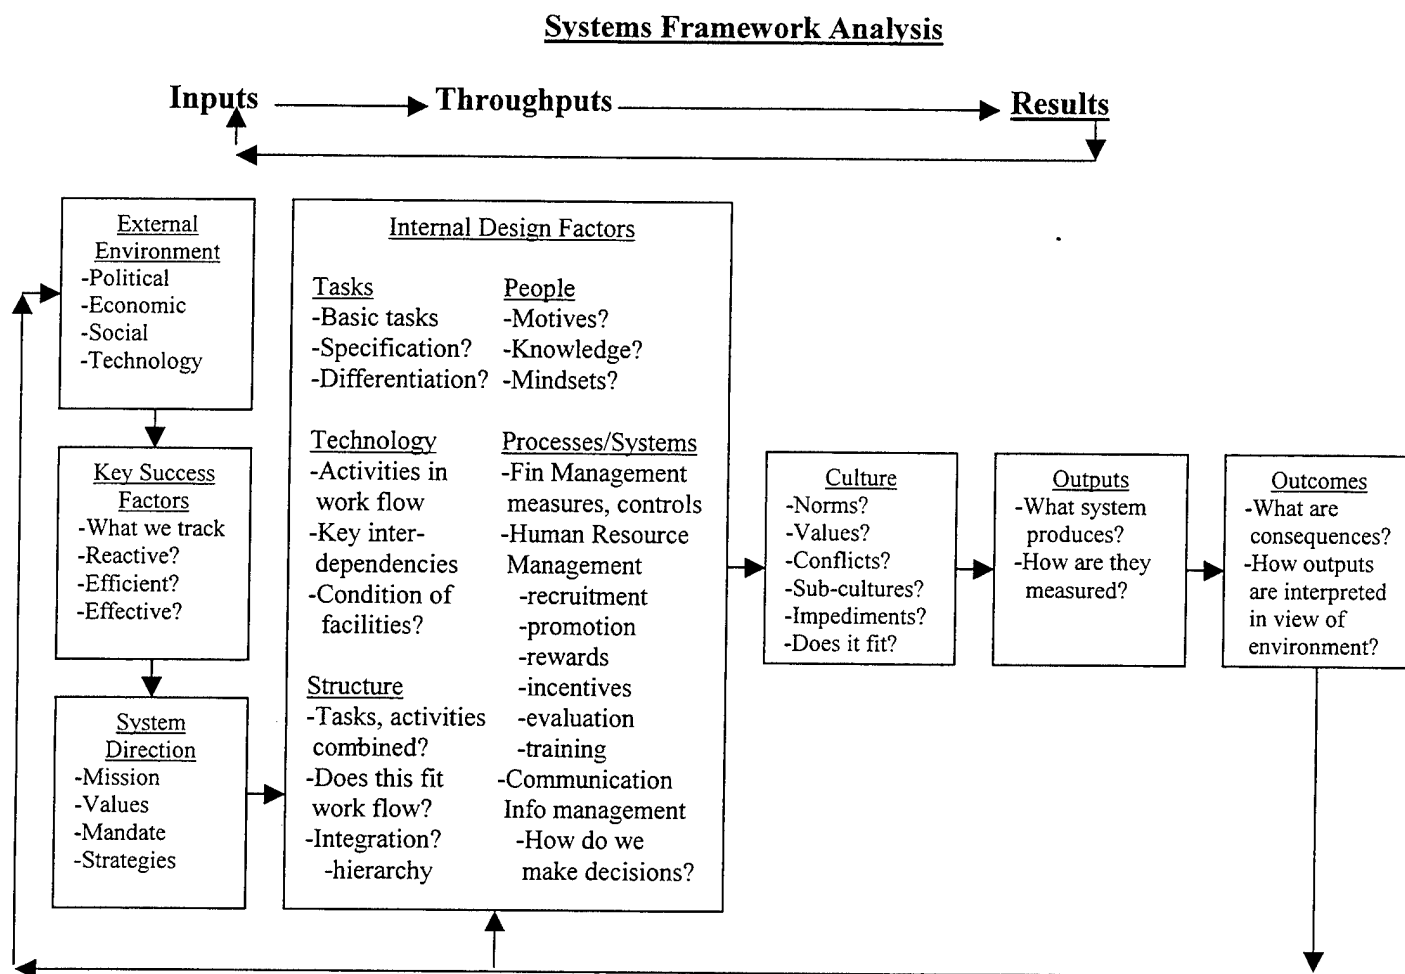 Systems Framework Analysis
Inputs
Throughputs
Results
External
Environment
-Political
-Economic
-Social
-Technology
Key Success
Factors
-What we track
-Reactive?
-Efficient?
-Effective?
System
Direction
-Mission
-Values
-Mandate
-Strategies
Internal Design Factors
Tasks
-Basic tasks
-Specification?
-Differentiation?
Technology
-Activities in
work flow
-Key inter-
dependencies
-Condition of
facilities?
Structure
-Tasks, activities
combined?
-Does this fit
work flow?
-Integration?
-hierarchy
People
-Motives?
-Knowledge?
-Mindsets?
Processes/Systems
-Fin Management
measures, controls
-Human Resource
Management
-recruitment
-promotion
-rewards
-incentives
-evaluation
-training
-Communication
Info management
-How do we
make decisions?
Culture
-Norms?
-Values?
-Conflicts?
-Sub-cultures?
-Impediments?
-Does it fit?
Outputs
-What system
produces?
-How are they
measured?
Outcomes
-What are
consequences?
-How outputs
are interpreted
in view of
environment?